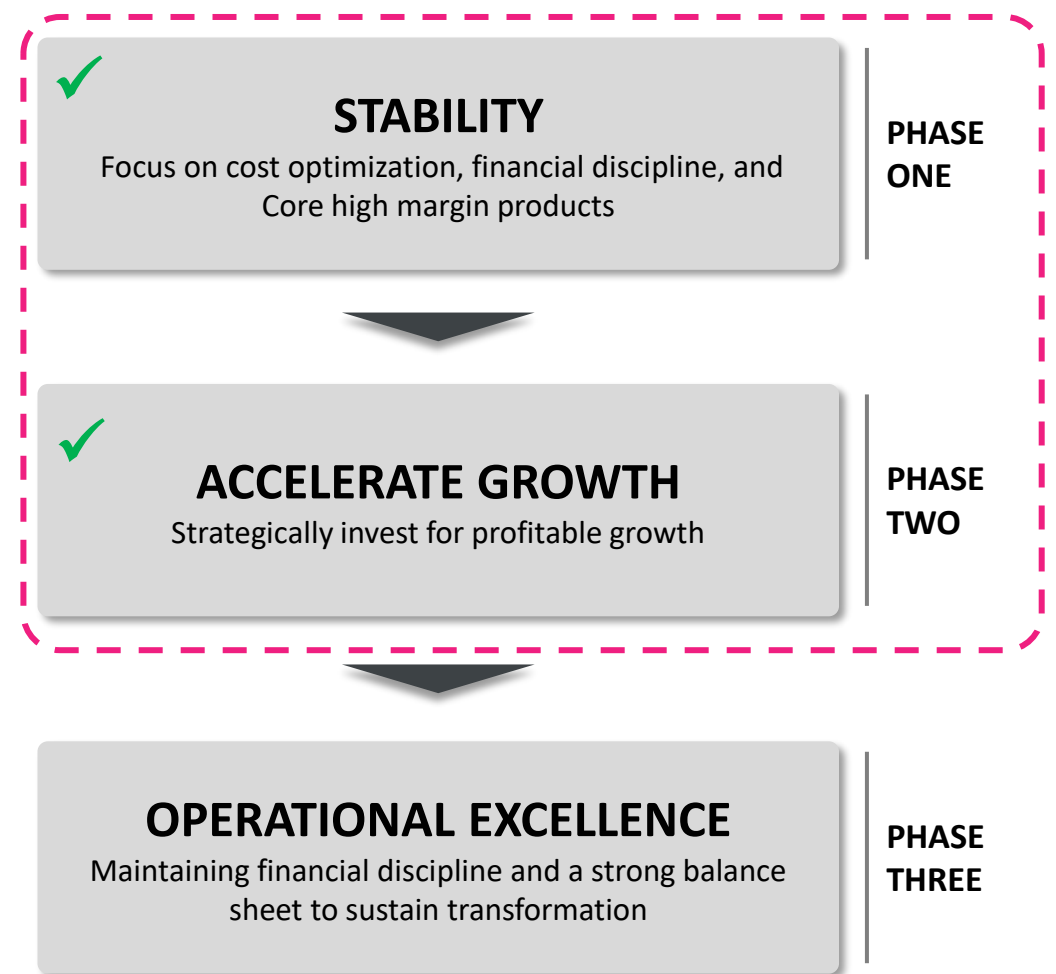 STABILITY
Focus on cost optimization, financial discipline, and
Core high margin products
PHASE
ONE
ACCELERATE GROWTH
Strategically invest for profitable growth
PHASE
TWO
OPERATIONAL EXCELLENCE
Maintaining financial discipline and a strong balance
sheet to sustain transformation
PHASE
THREE